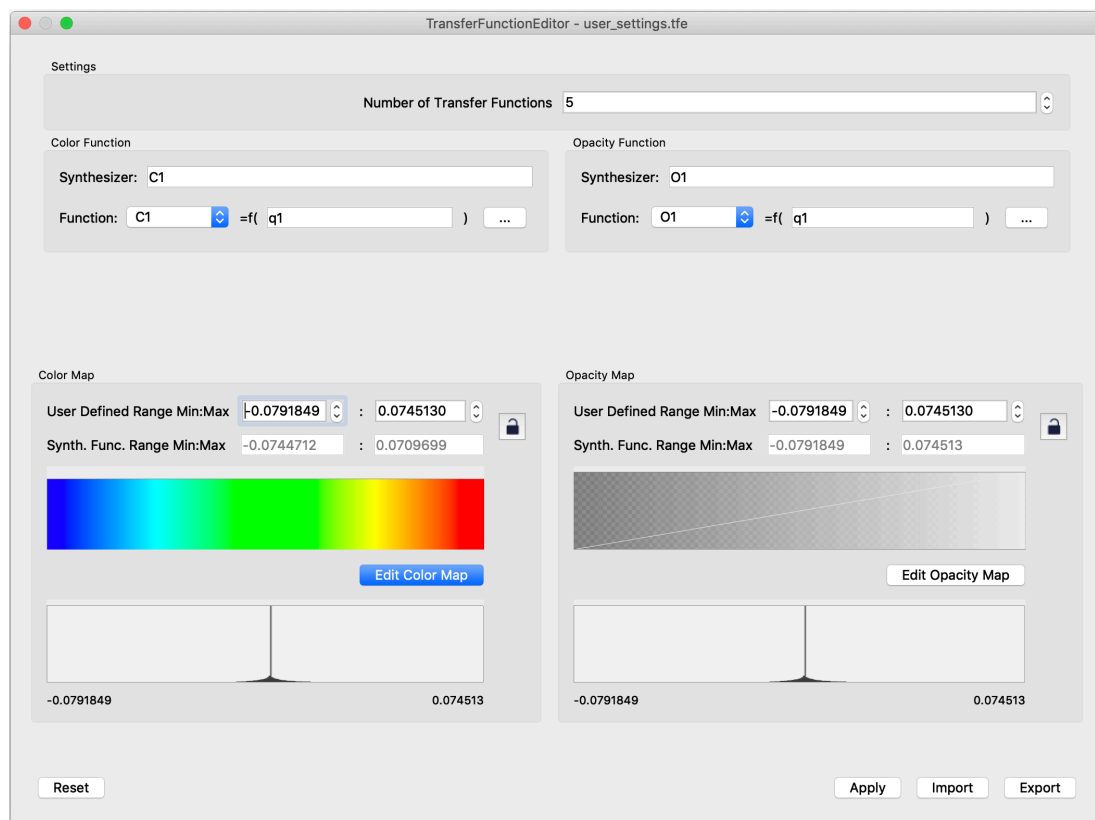 TransferFunctionEditor - user_settings.tfe
Settings
Number of Transfer Functions 5
Color Function
Synthesizer: C1
Function: C1 =f( q1 ) ...
Opacity Function
Synthesizer: O1
Function: O1 =f( q1 ) ...
Color Map
User Defined Range Min:Max -0.0791849 : 0.0745130
Synth. Func. Range Min:Max -0.0744712 : 0.0709699
Edit Color Map
-0.0791849 0.074513
Opacity Map
User Defined Range Min:Max -0.0791849 : 0.0745130
Synth. Func. Range Min:Max -0.0791849 : 0.074513
Edit Opacity Map
-0.0791849 0.074513
Reset Apply Import Export